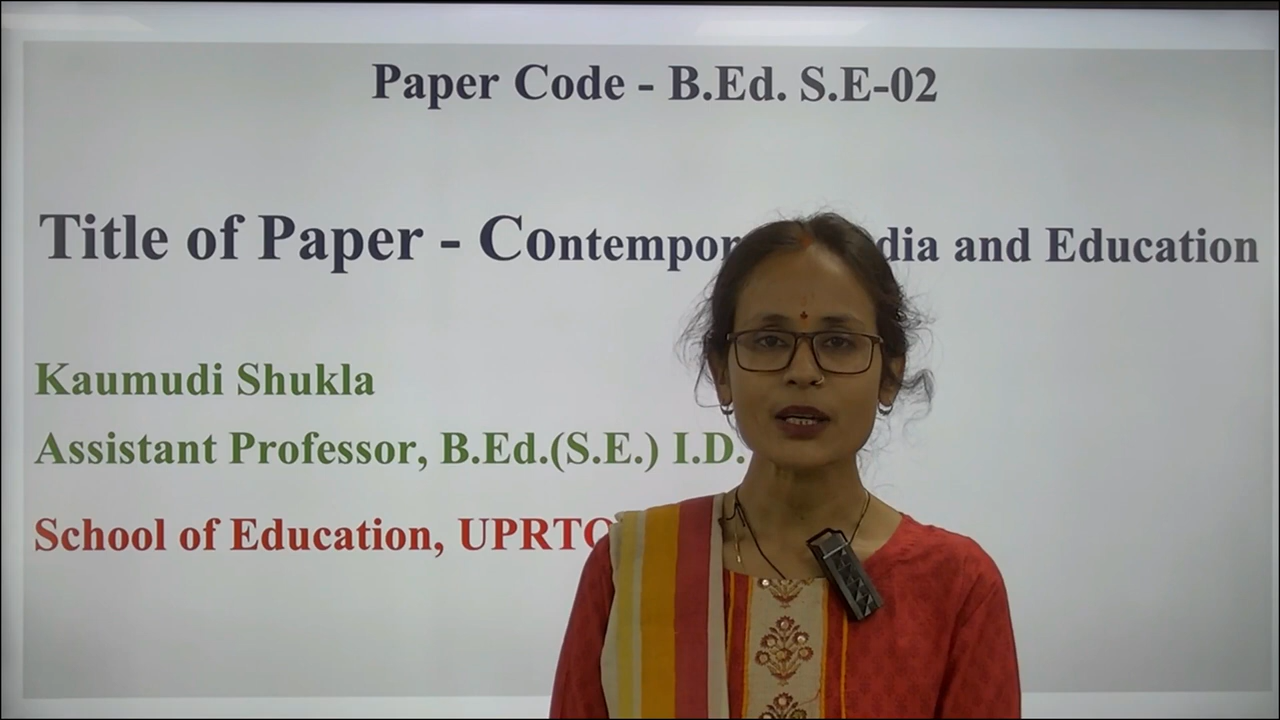 Paper Code - B.Ed. S.E-02
Title of Paper - Contempor dia and Education
Kaumudi Shukla
Assistant Professor, B.Ed.(S.E.) I.D.
School of Education, UPRTO